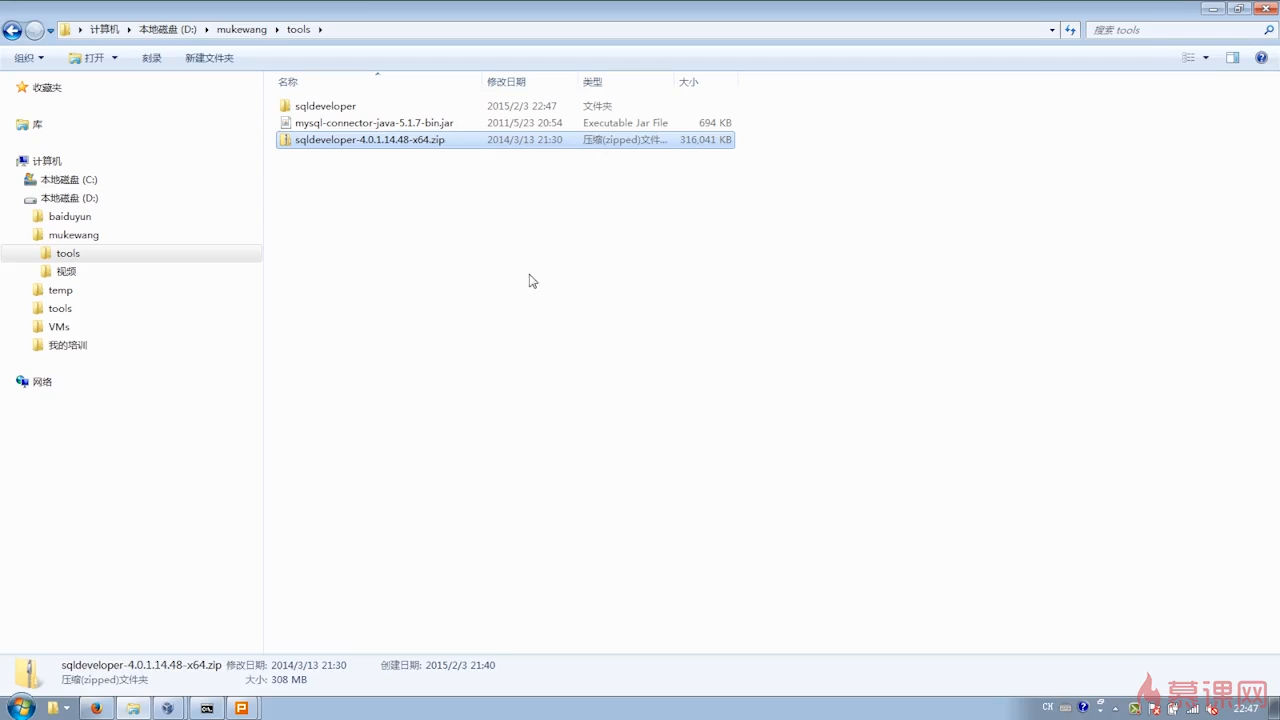 计算机 本地磁盘 (D:) mukewang tools 搜索 tools
组织 打开 刻录 新建文件夹
收藏夹
库
计算机
本地磁盘 (C:)
本地磁盘 (D:)
baiduyun
mukewang
tools
视频
temp
tools
VMs
我的培训
网络
名称 修改日期 类型 大小
sqldeveloper 2015/2/3 22:47 文件夹
mysql-connector-java-5.1.7-bin.jar 2011/5/23 20:54 Executable Jar File 694 KB
sqldeveloper-4.0.1.14.48-x64.zip 2014/3/13 21:30 压缩(zipped)文件... 316,041 KB
sqldeveloper-4.0.1.14.48-x64.zip 修改日期: 2014/3/13 21:30 创建日期: 2015/2/3 21:40
压缩(zipped)文件夹 大小: 308 MB
慕课网
CH 22:47